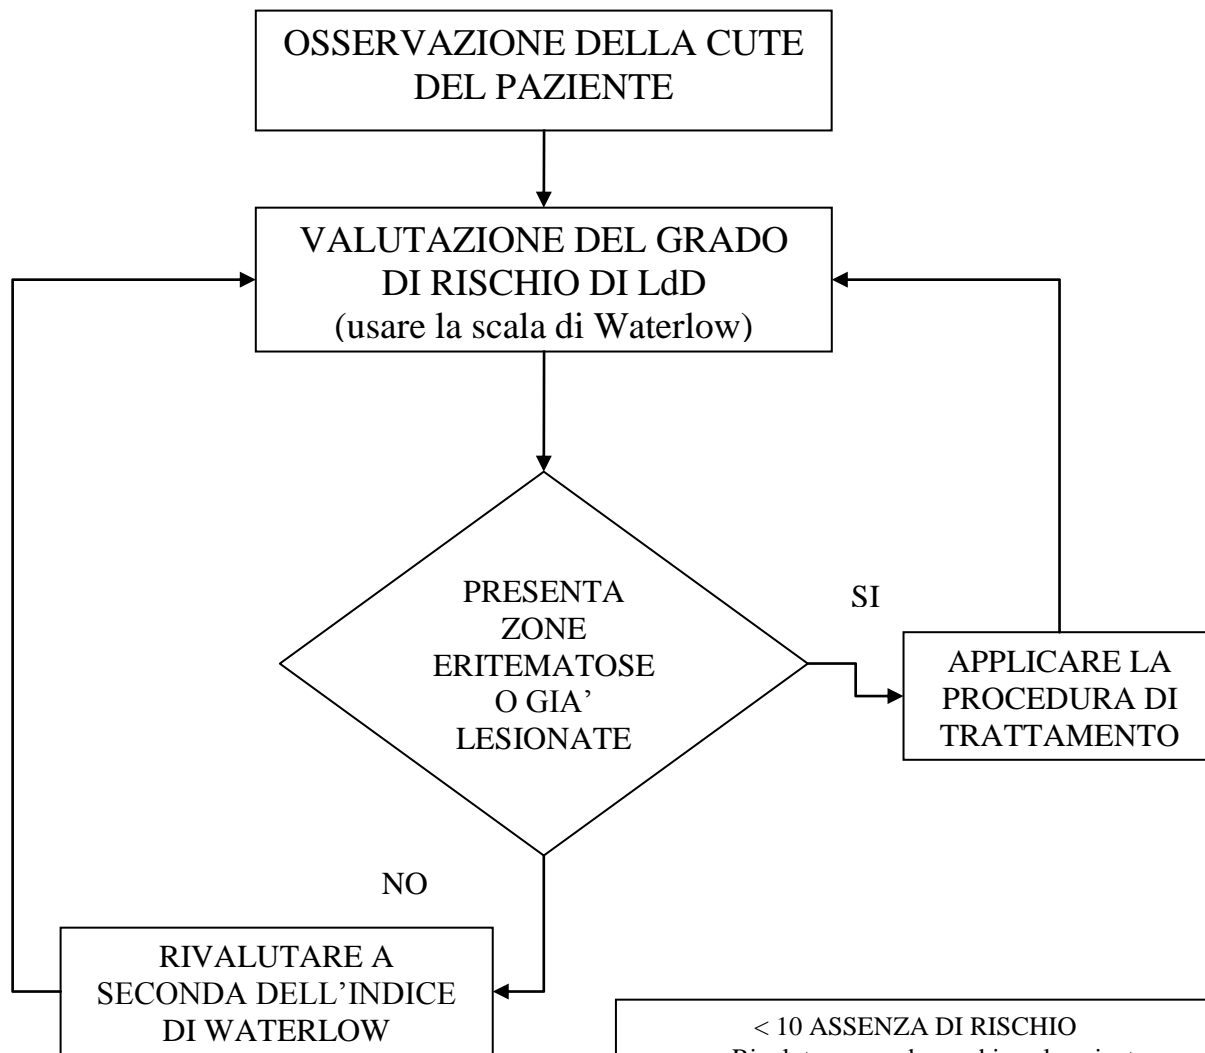 OSSERVAZIONE DELLA CUTE
DEL PAZIENTE
VALUTAZIONE DEL GRADO
DI RISCHIO DI LdD
(usare la scala di Waterlow)
PRESENTA
ZONE
ERITEMATOSE
O GIA’
LESIONATE
SI
APPLICARE LA
PROCEDURA DI
TRATTAMENTO
NO
RIVALUTARE A
SECONDA DELL’INDICE
DI WATERLOW
< 10 ASSENZA DI RISCHIO